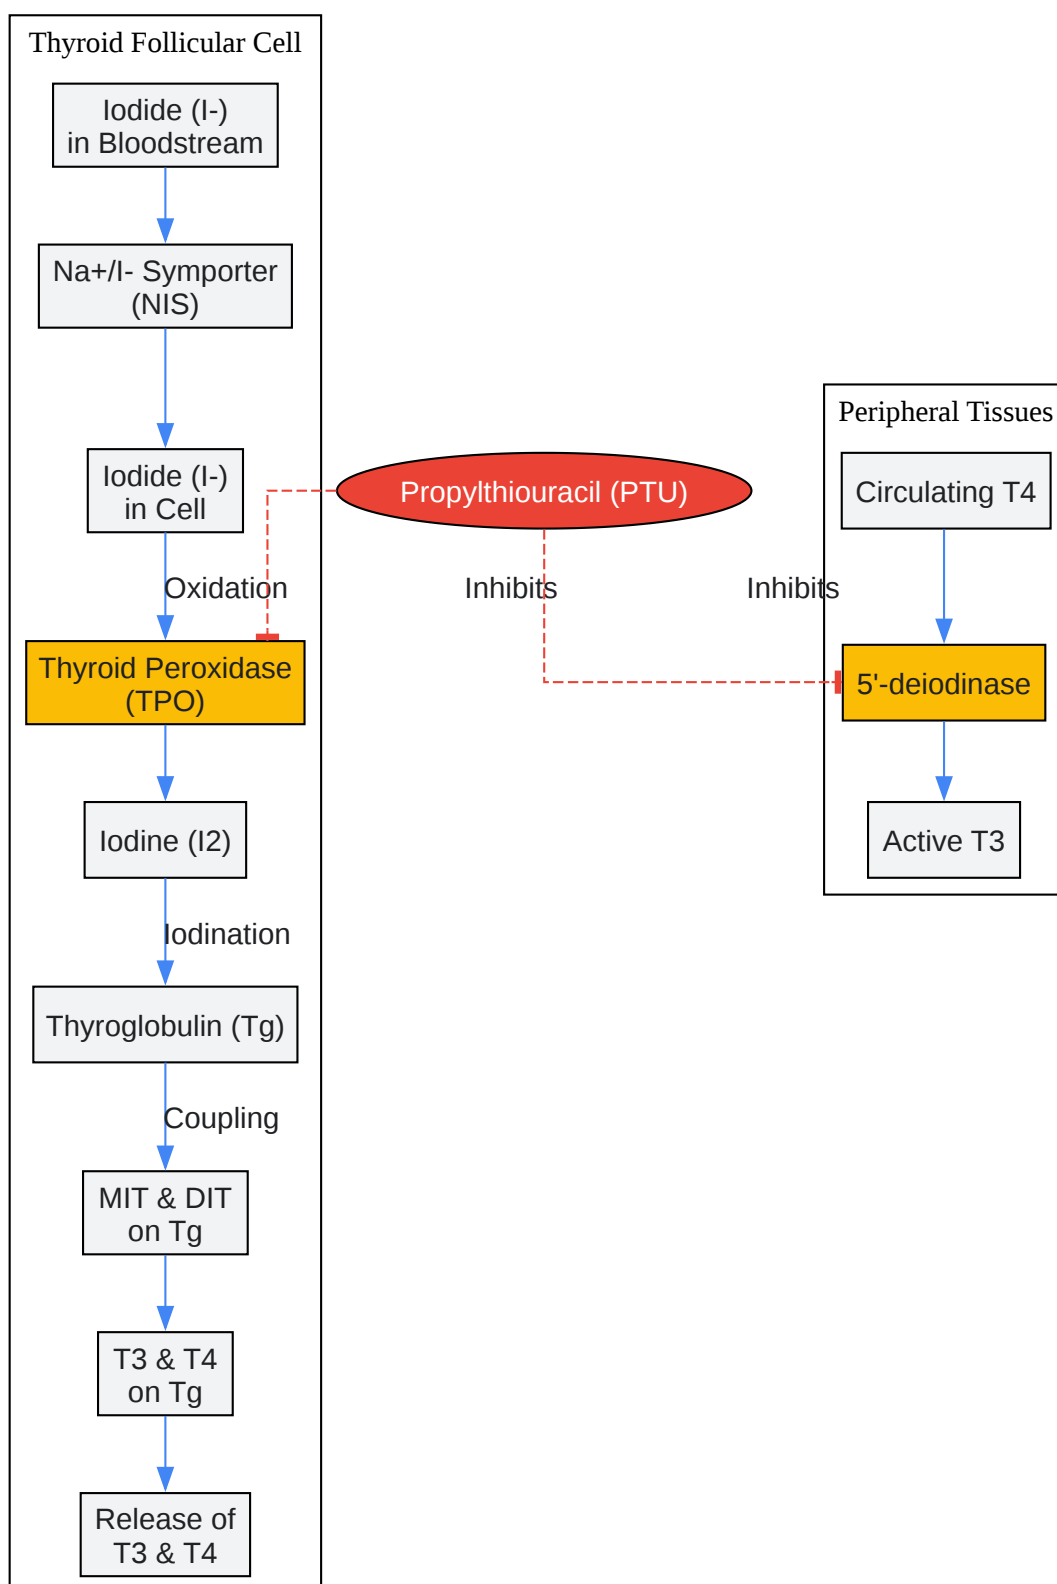 Thyroid Follicular Cell
Iodide (I-)
in Bloodstream
Na+/I- Symporter
(NIS)
Iodide (I-)
in Cell
Oxidation
Thyroid Peroxidase
(TPO)
Iodine (I2)
Iodination
Thyroglobulin (Tg)
Coupling
MIT & DIT
on Tg
T3 & T4
on Tg
Release of
T3 & T4
Propylthiouracil (PTU)
Inhibits
Inhibits
Peripheral Tissues
Circulating T4
5'-deiodinase
Active T3